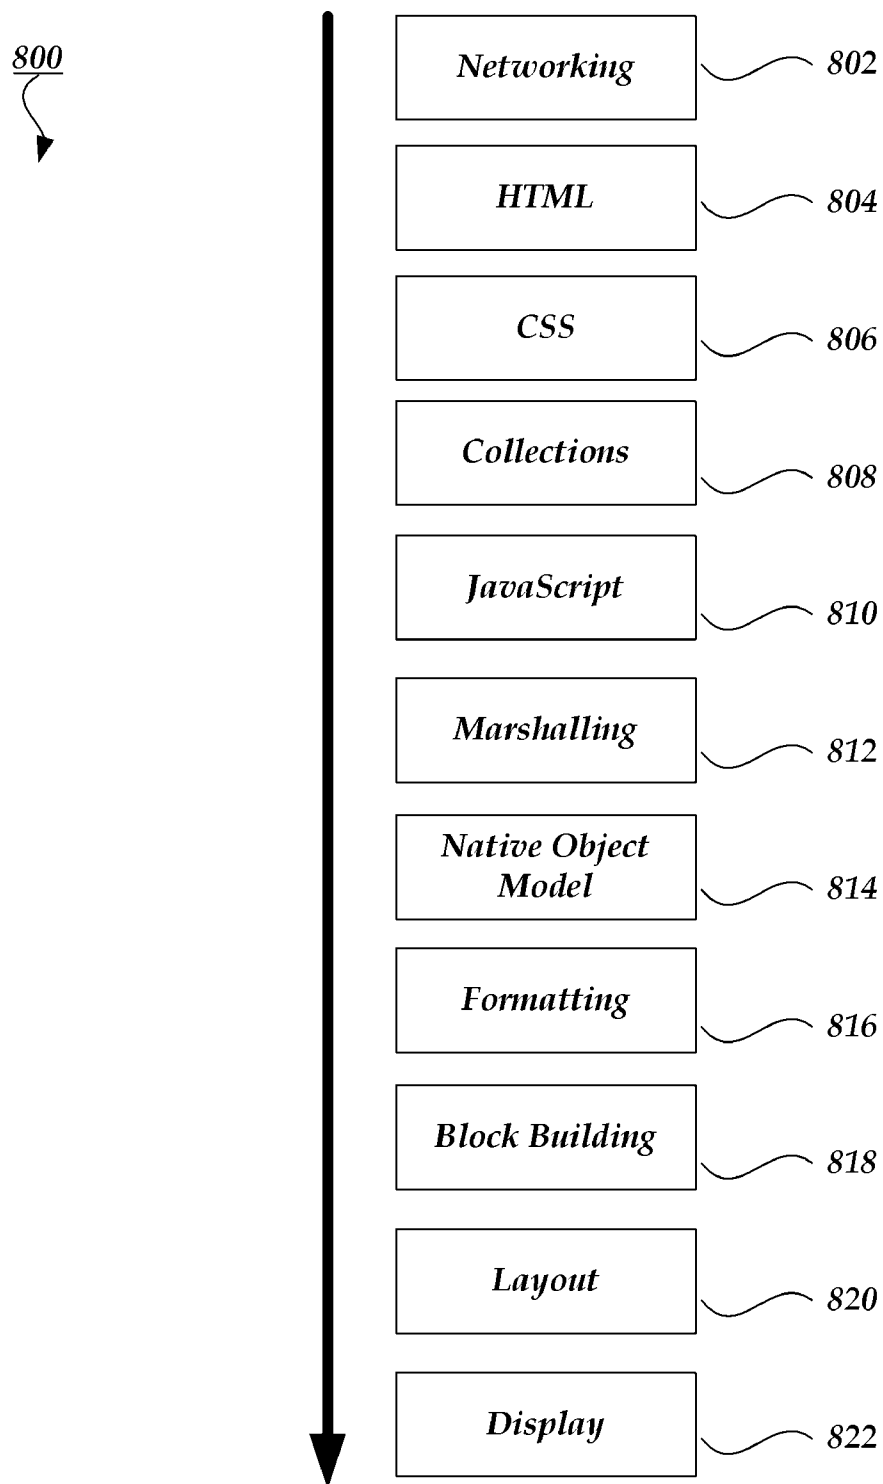 800
Networking 802
HTML 804
CSS 806
Collections 808
JavaScript 810
Marshalling 812
Native Object
Model 814
Formatting 816
Block Building 818
Layout 820
Display 822